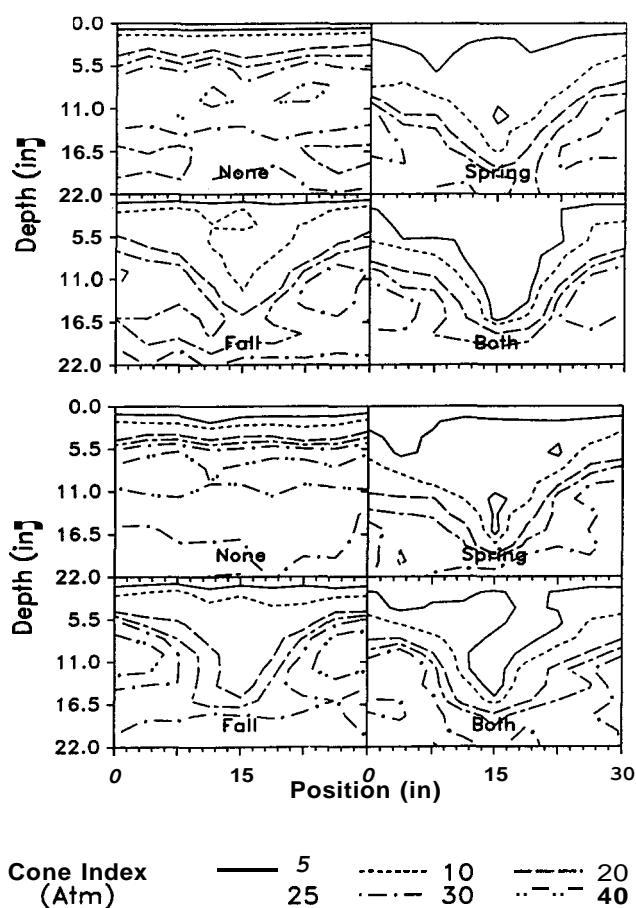 0.0
5.5
11.0
16.5
None
Spring
22.0
5.5
11.0
16.5
Fall
Both
22.0
Depth (in)
0.0
5.5
11.0
16.5
None
Spring
22.0
5.5
11.0
16.5
Fall
Both
22.0
Depth (in)
0 15 0 15 30
Position (in)
Cone Index 5 10 20
(Atm) 25 30 40